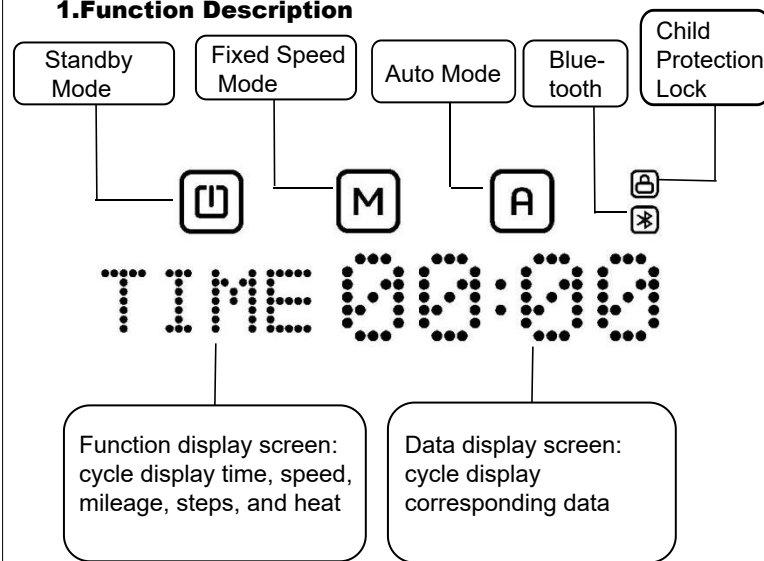 1.Function Description
Standby
Mode
Fixed Speed
Mode
Auto Mode
Blue-
tooth
Child
Protection
Lock
M
A
TIME 00:00
Function display screen:
cycle display time, speed,
mileage, steps, and heat
Data display screen:
cycle display
corresponding data